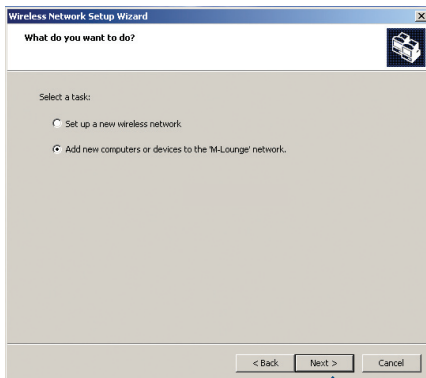 Wireless Network Setup Wizard
What do you want to do?
Select a task:
Set up a new wireless network
Add new computers or devices to the 'M-Lounge' network.
< Back Next > Cancel